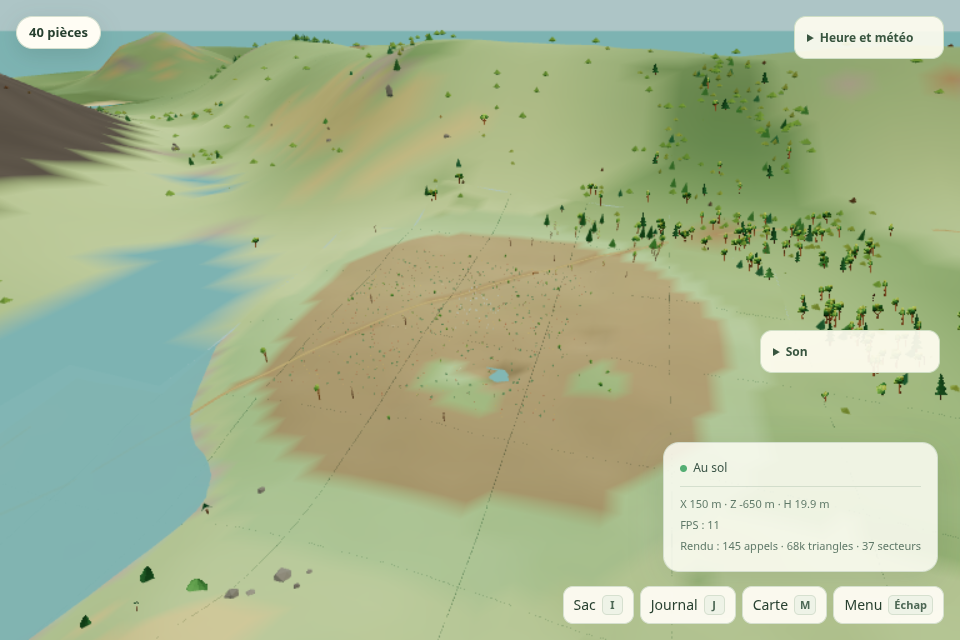 40 pièces
▶ Heure et météo
▶ Son
Au sol
X 150 m · Z -650 m · H 19.9 m
FPS : 11
Rendu : 145 appels · 68k triangles · 37 secteurs
Sac I Journal J Carte M Menu Échap